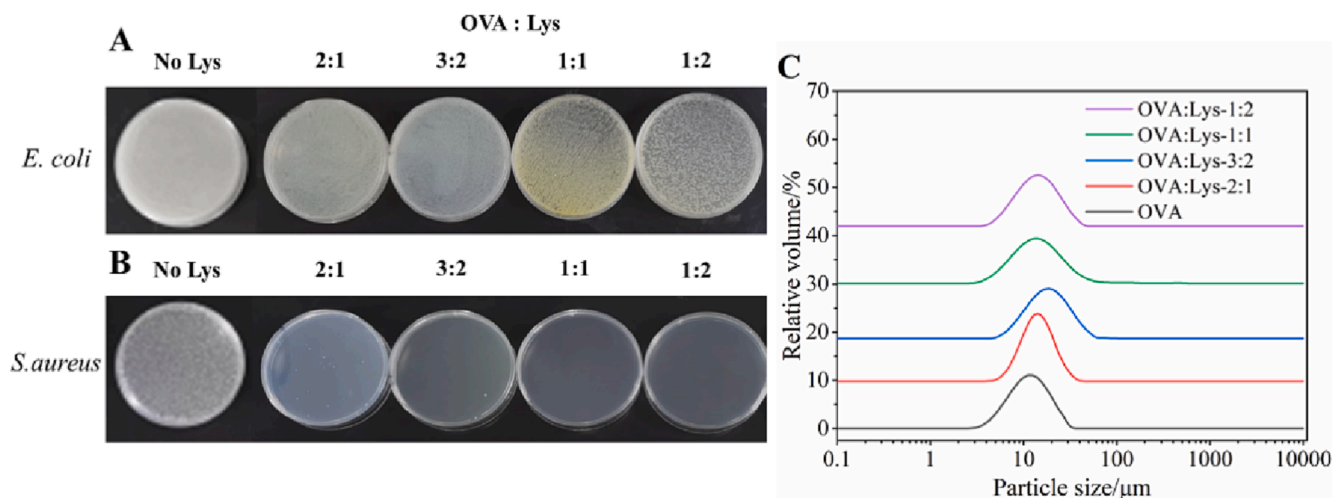 A
OVA : Lys
No Lys 2:1 3:2 1:1 1:2
E. coli
B
No Lys 2:1 3:2 1:1 1:2
S.aureus
C
Relative volume/%
70
60
50
40
30
20
10
0
OVA:Lys-1:2
OVA:Lys-1:1
OVA:Lys-3:2
OVA:Lys-2:1
OVA
0.1 1 10 100 1000 10000
Particle size/μm